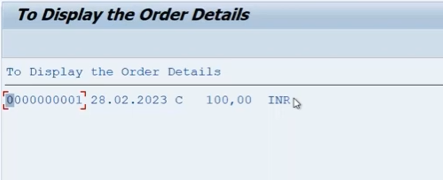 To Display the Order Details
To Display the Order Details
0000000001 28.02.2023 C 100,00 INR